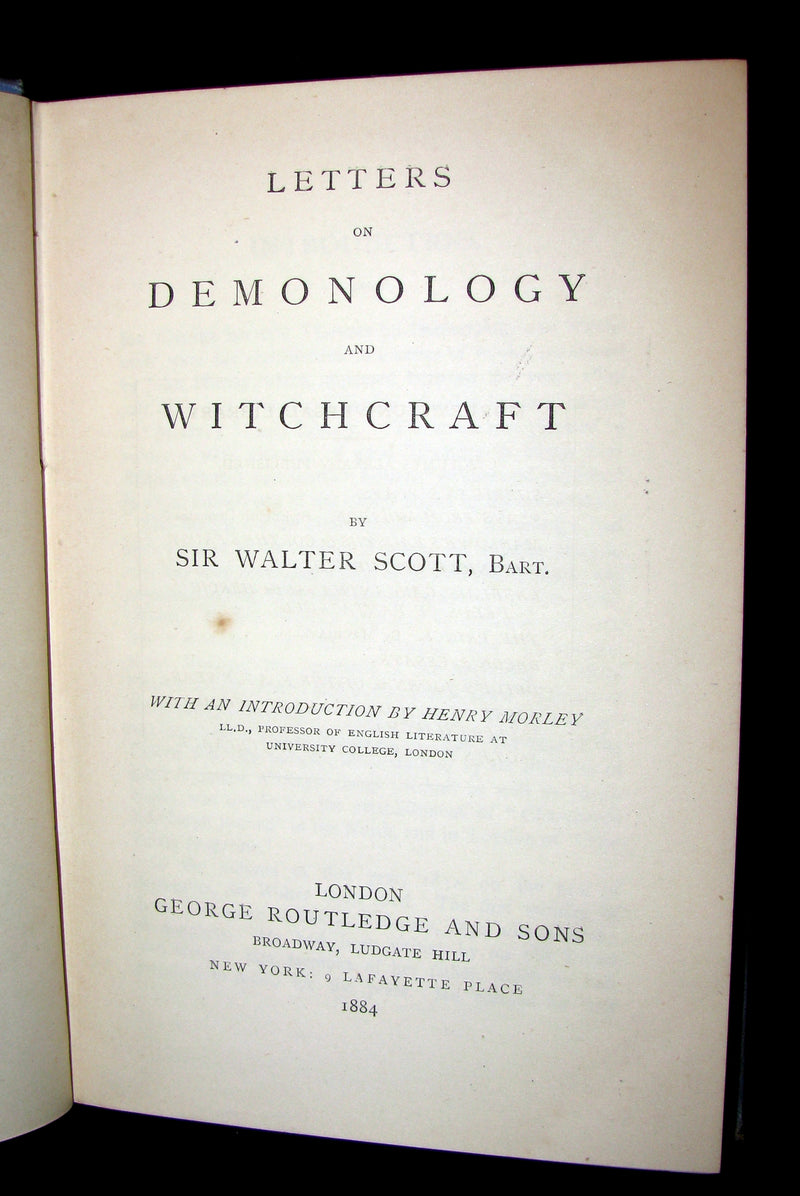 LETTERS
ON
DEMONOLOGY
AND
WITCHCRAFT
BY
SIR WALTER SCOTT, BART.
WITH AN INTRODUCTION BY HENRY MORLEY
LL.D., PROFESSOR OF ENGLISH LITERATURE AT
UNIVERSITY COLLEGE, LONDON
LONDON
GEORGE ROUTLEDGE AND SONS
BROADWAY, LUDGATE HILL
NEW YORK: 9 LAFAYETTE PLACE
1884